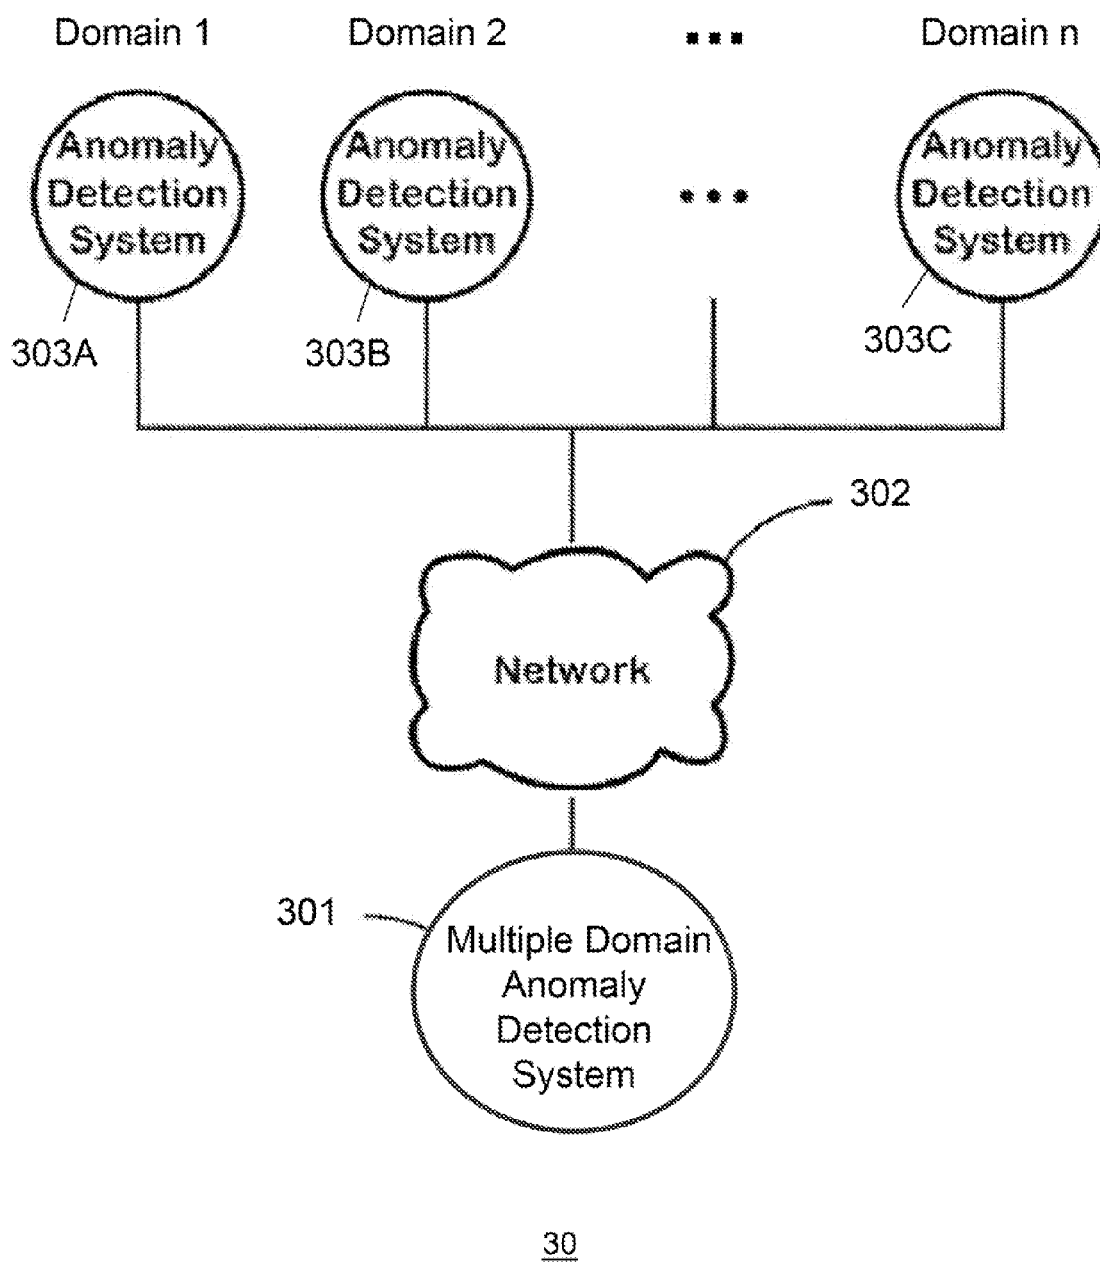 Domain 1
Domain 2
...
Domain n
Anomaly
Detection
System
Anomaly
Detection
System
...
Anomaly
Detection
System
303A
303B
303C
302
Network
301
Multiple Domain
Anomaly
Detection
System
30